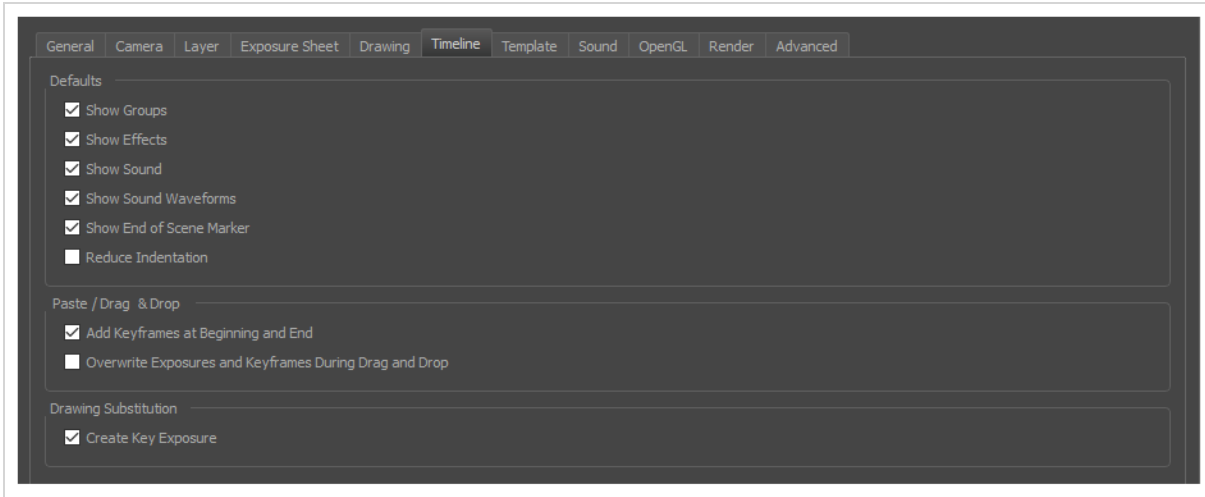 General Camera Layer Exposure Sheet Drawing Timeline Template Sound OpenGL Render Advanced
Defaults
Show Groups
Show Effects
Show Sound
Show Sound Waveforms
Show End of Scene Marker
Reduce Indentation
Paste / Drag & Drop
Add Keyframes at Beginning and End
Overwrite Exposures and Keyframes During Drag and Drop
Drawing Substitution
Create Key Exposure